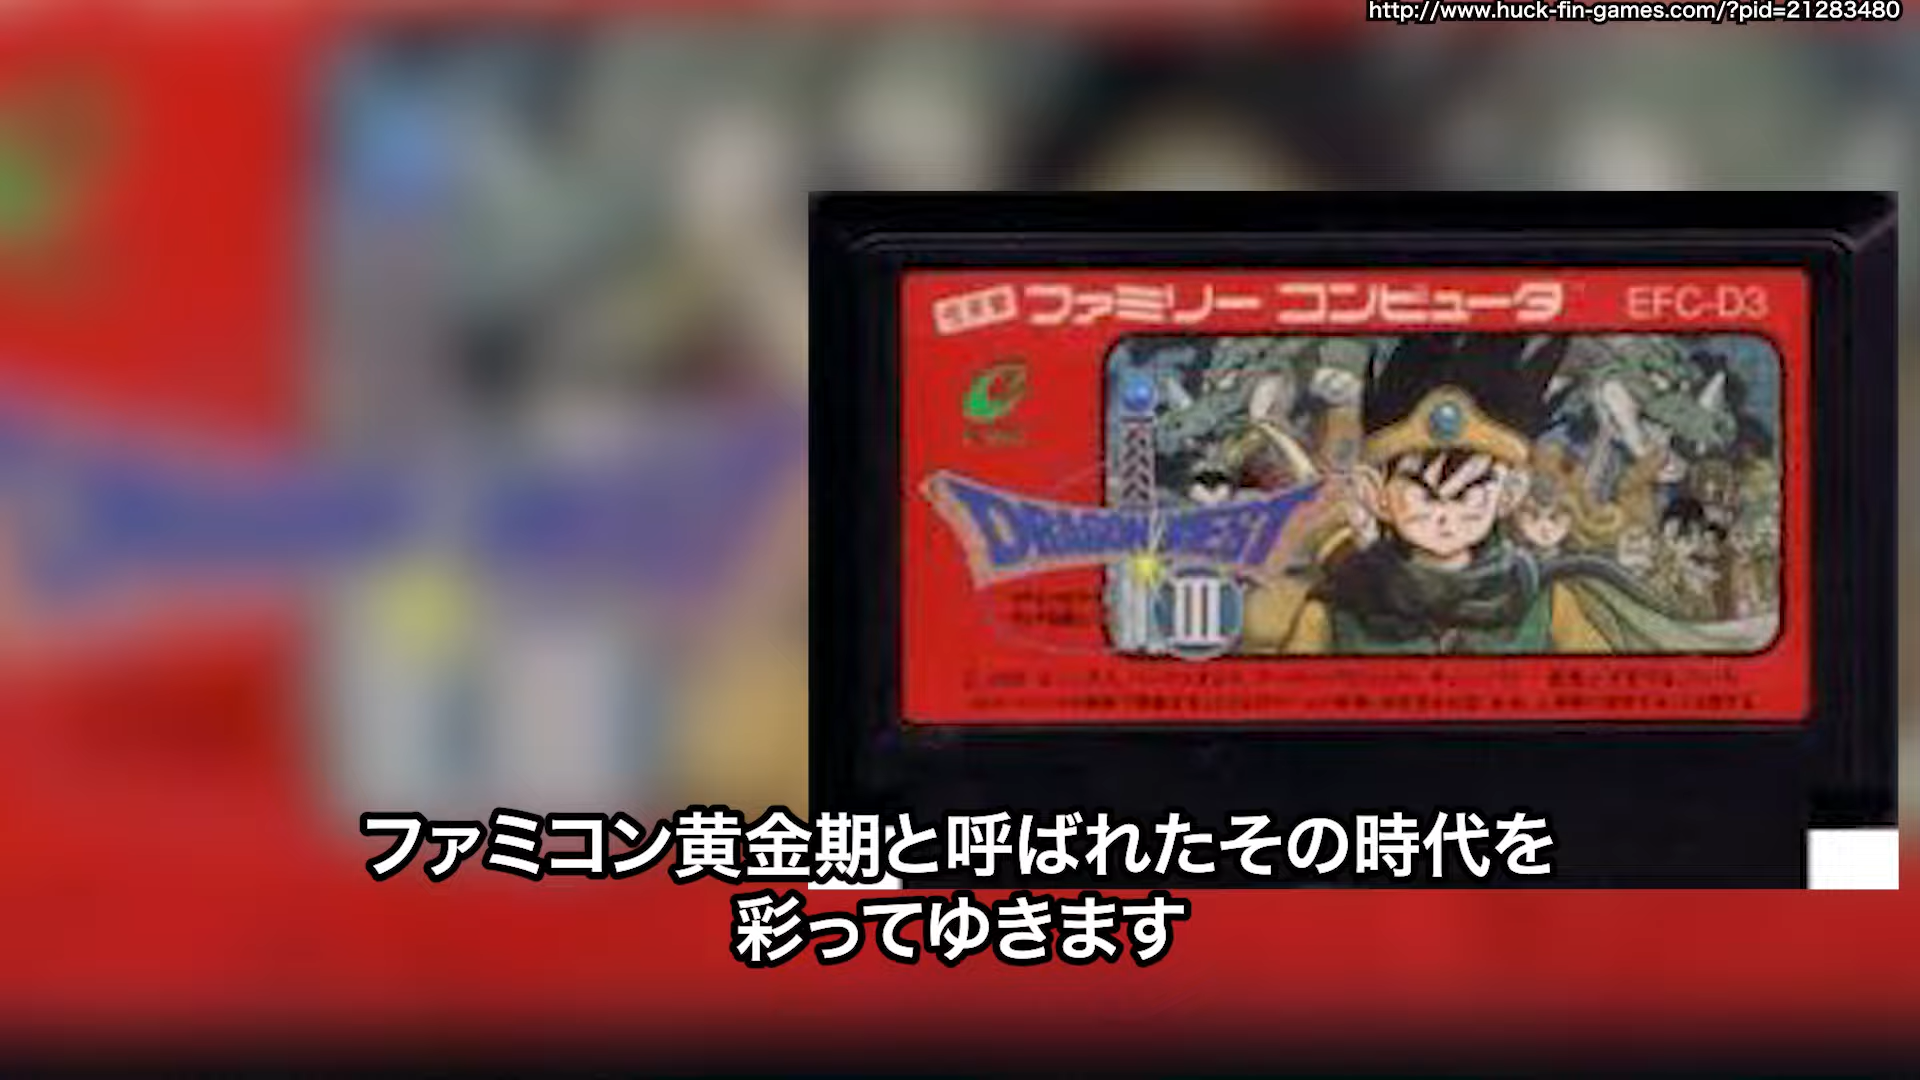 http://www.huck-fin-games.com/?pid=21283480
ファミリー コンピュータ
EFC-D3
DRAGON QUEST
III
ファミコン黄金期と呼ばれたその時代を
彩ってゆきます